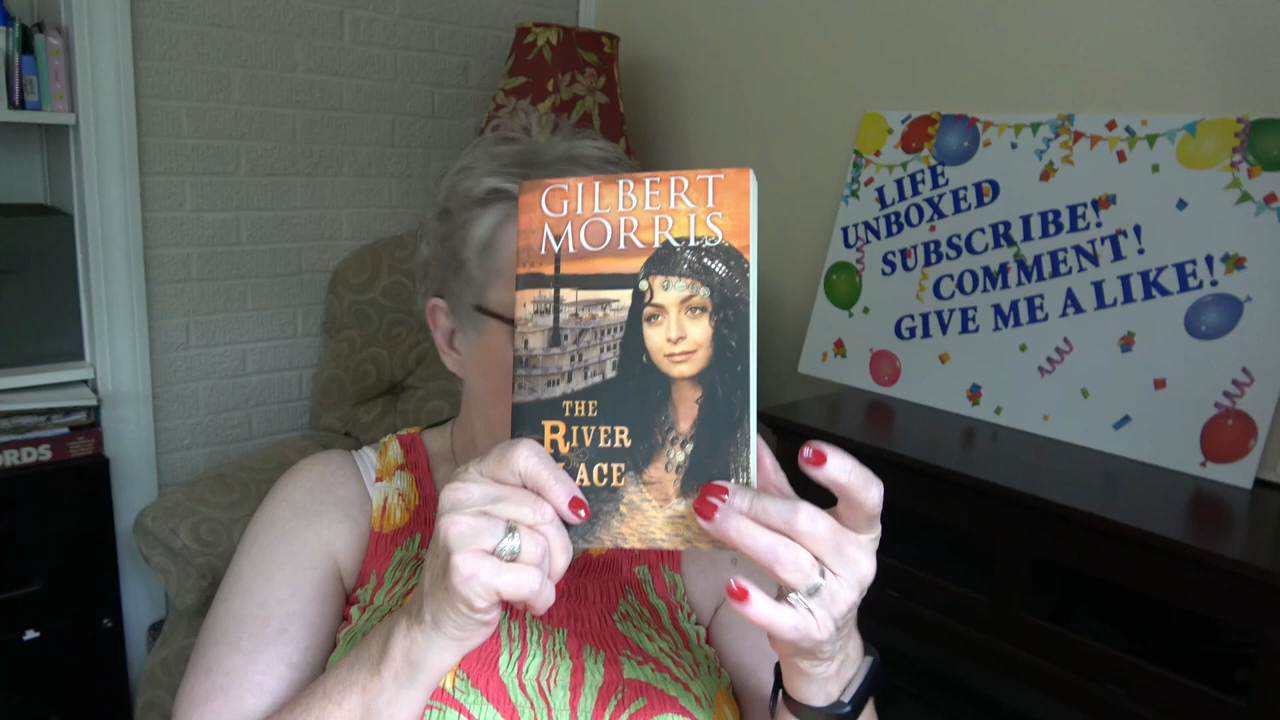 GILBERT
MORRIS
THE
RIVER
ACE
LIFE
UNBOXED
SUBSCRIBE!
COMMENT!
GIVE ME A LIKE!
ORDS